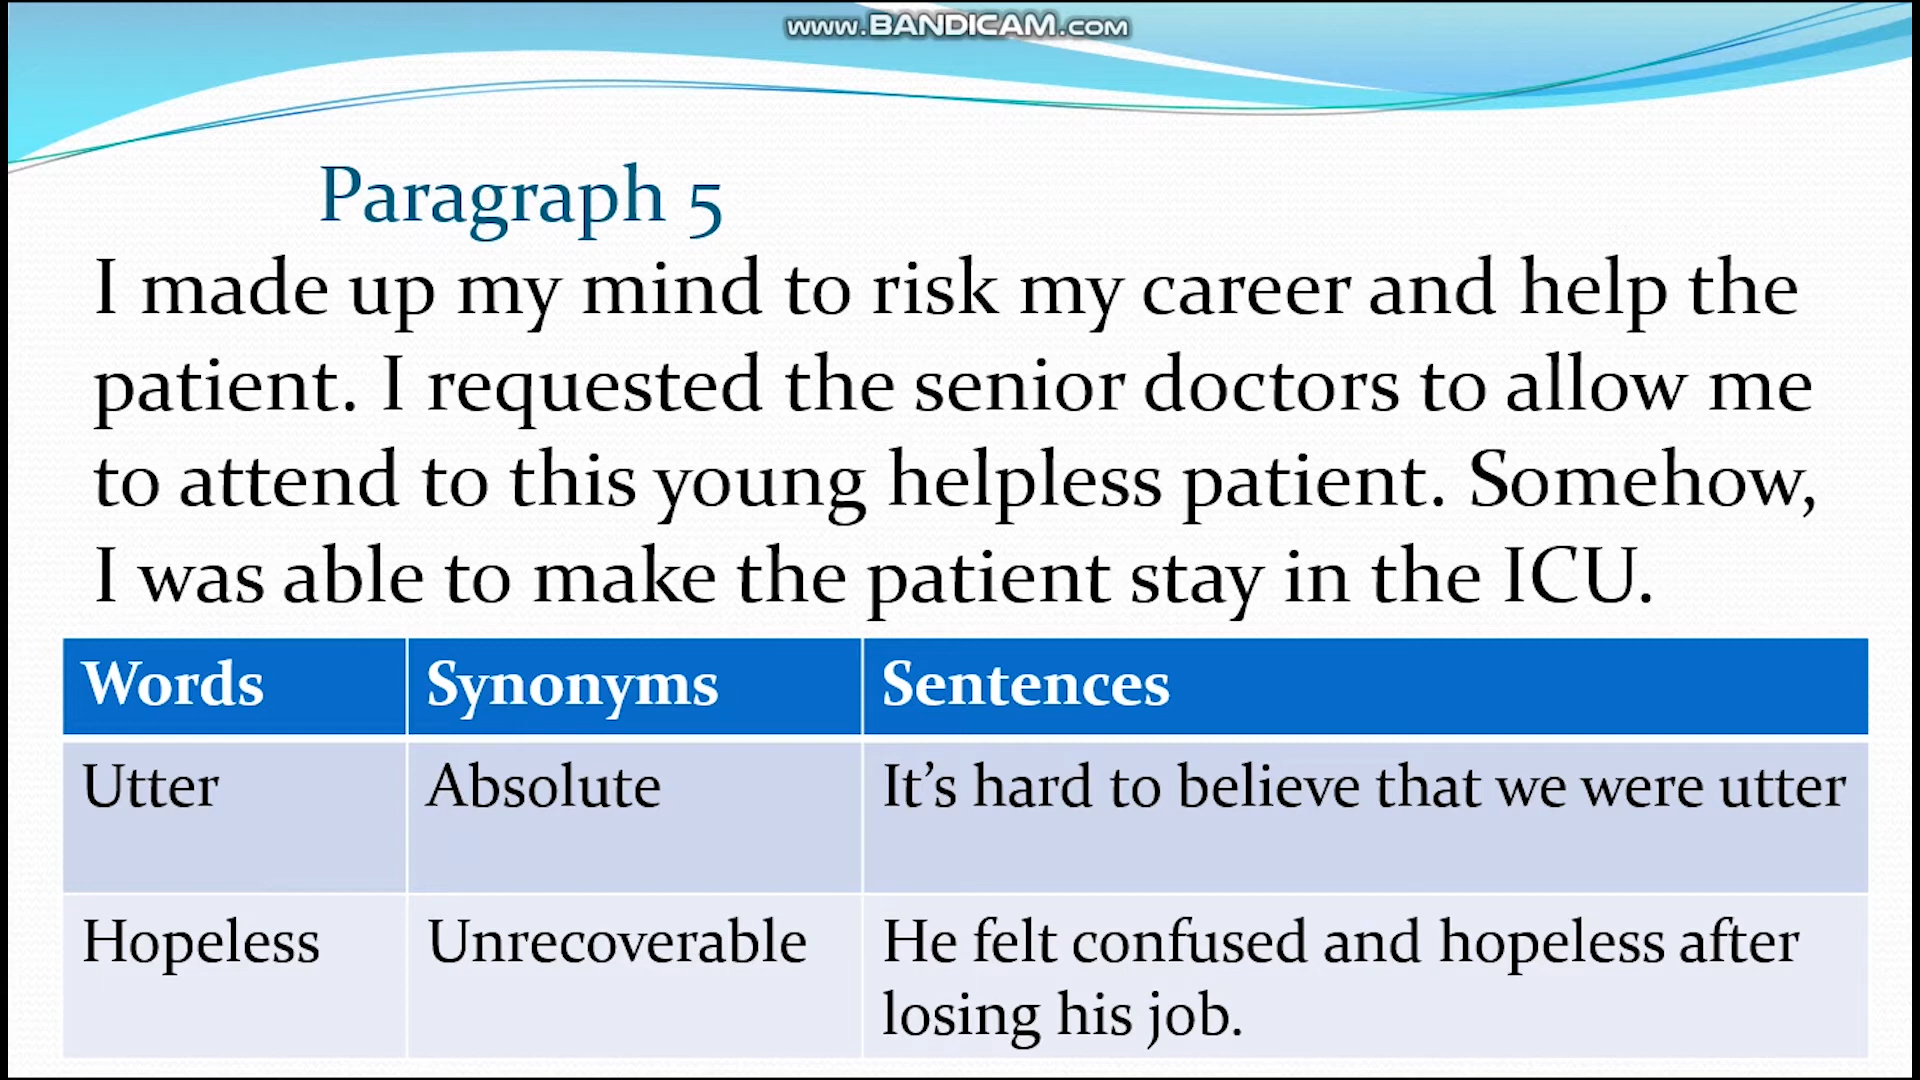 www.BANDICAM.com
Paragraph 5
I made up my mind to risk my career and help the
patient. I requested the senior doctors to allow me
to attend to this young helpless patient. Somehow,
I was able to make the patient stay in the ICU.
Words Synonyms Sentences
Utter Absolute It’s hard to believe that we were utter
Hopeless Unrecoverable He felt confused and hopeless after
losing his job.